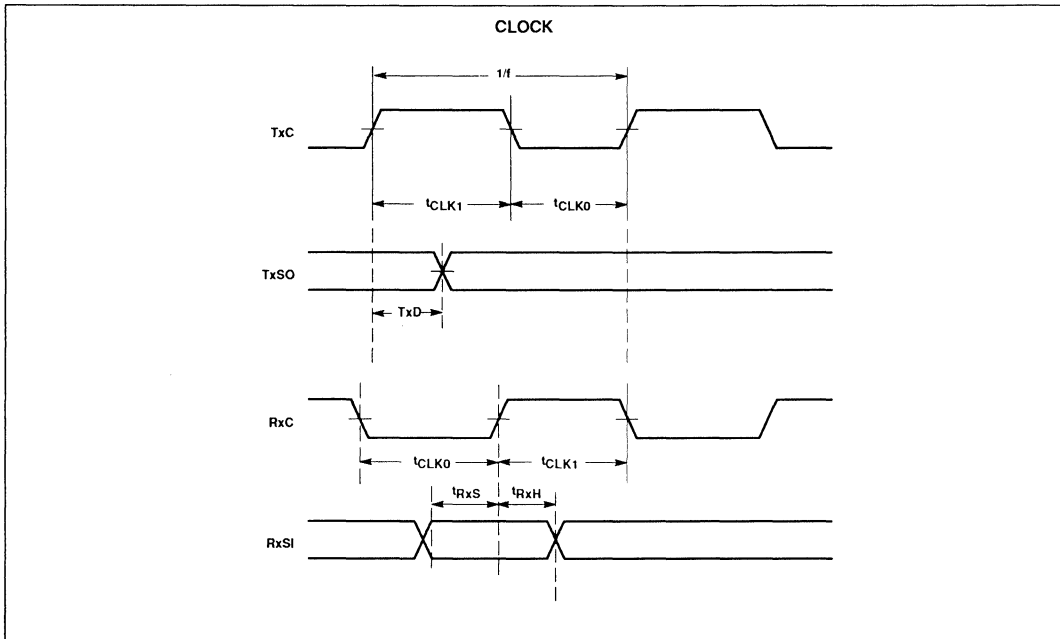 CLOCK
1/f
TxC
tCLK1
tCLK0
TxSO
TxD
RxC
tCLK0
tCLK1
tRxS
tRxH
RxSI